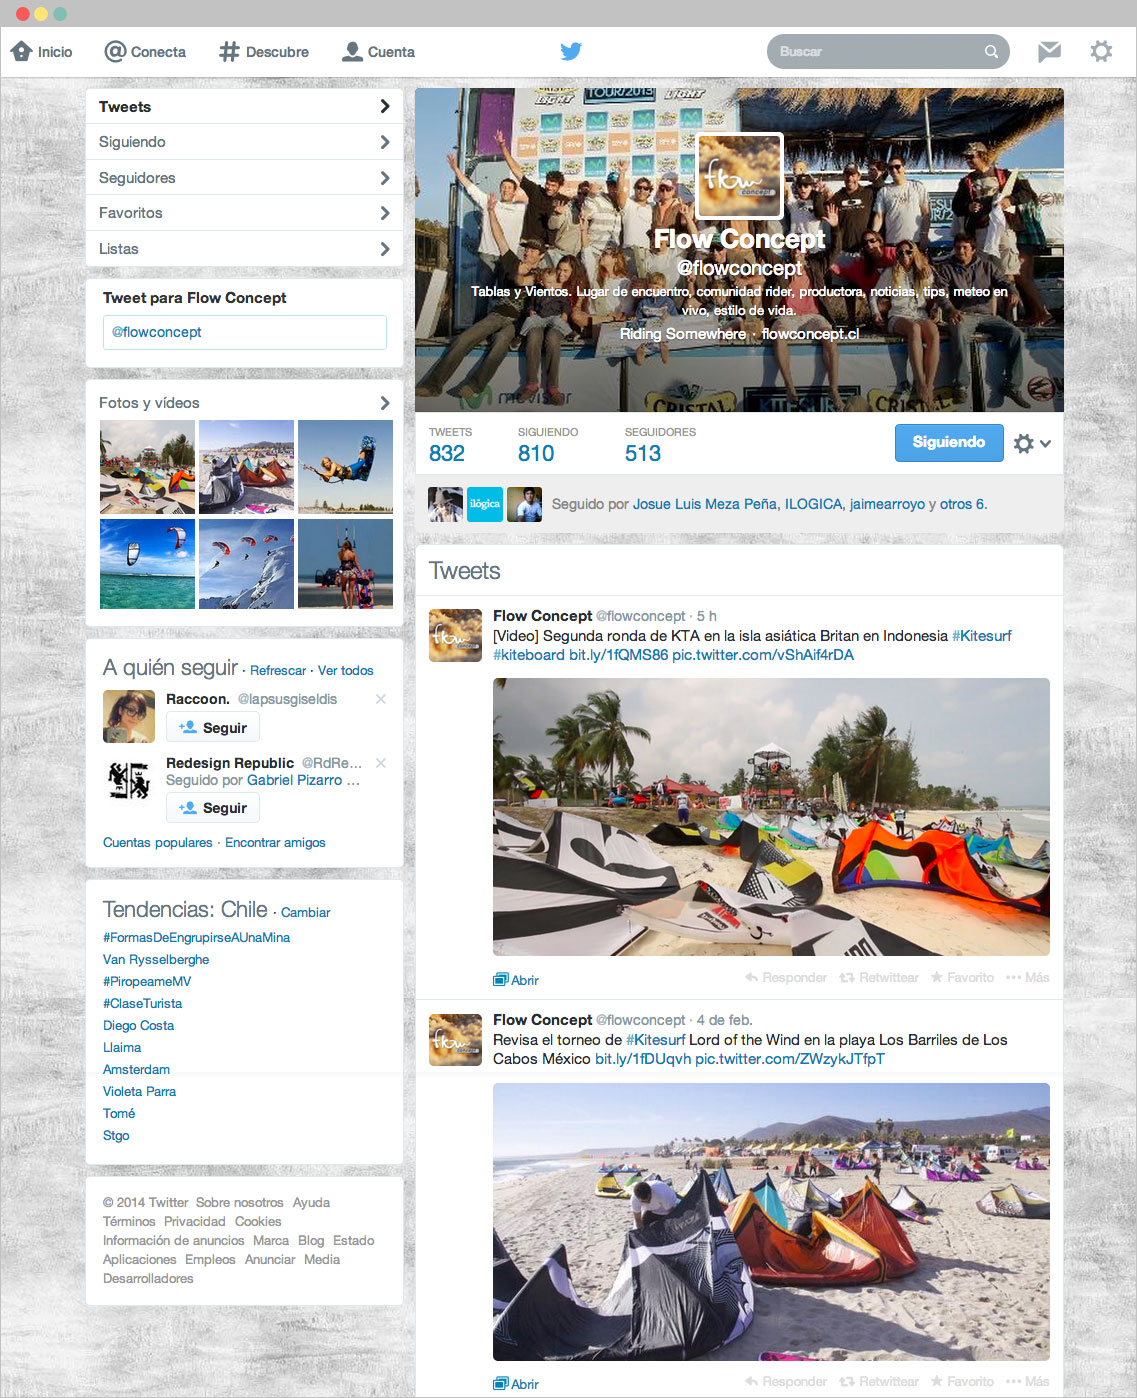 Inicio
Conecta
Descubre
Cuenta
Buscar
Tweets
Siguiendo
Seguidores
Favoritos
Listas
Tweet para Flow Concept
@flowconcept
Fotos y vídeos
A quién seguir · Refrescar · Ver todos
Raccoon. @lapsusgiseldis
Seguir
Redesign Republic @RdRe...
Seguido por Gabriel Pizarro ...
Seguir
Cuentas populares · Encontrar amigos
Tendencias: Chile · Cambiar
#FormasDeEngrupirseAUnaMina
Van Rysselberghe
#PiropeameMV
#ClaseTurista
Diego Costa
Llaima
Amsterdam
Violeta Parra
Tomé
Stgo
© 2014 Twitter Sobre nosotros Ayuda
Términos Privacidad Cookies
Información de anuncios Marca Blog Estado
Aplicaciones Empleos Anunciar Media
Desarrolladores
TOUR/2013
LIGHT
LIGHT
flow
concept
Flow Concept
@flowconcept
Tablas y Vientos. Lugar de encuentro, comunidad rider, productora, noticias, tips, meteo en
vivo, estilo de vida.
Riding Somewhere · flowconcept.cl
movistar
CRISTAL
KITESURF
CRISTAL
TWEETS
832
SIGUIENDO
810
SEGUIDORES
513
Siguiendo
ilógica
Seguido por Josue Luis Meza Peña, ILOGICA, jaimearroyo y otros 6.
Tweets
Flow Concept @flowconcept · 5 h
[Video] Segunda ronda de KTA en la isla asiática Britan en Indonesia #Kitesurf
#kiteboard bit.ly/1fQMS86 pic.twitter.com/vShAif4rDA
Abrir
Responder
Retwittear
Favorito
Más
Flow Concept @flowconcept · 4 de feb.
Revisa el torneo de #Kitesurf Lord of the Wind en la playa Los Barriles de Los
Cabos México bit.ly/1fDUqvh pic.twitter.com/ZWzykJTfpT
Abrir
Responder
Retwittear
Favorito
Más